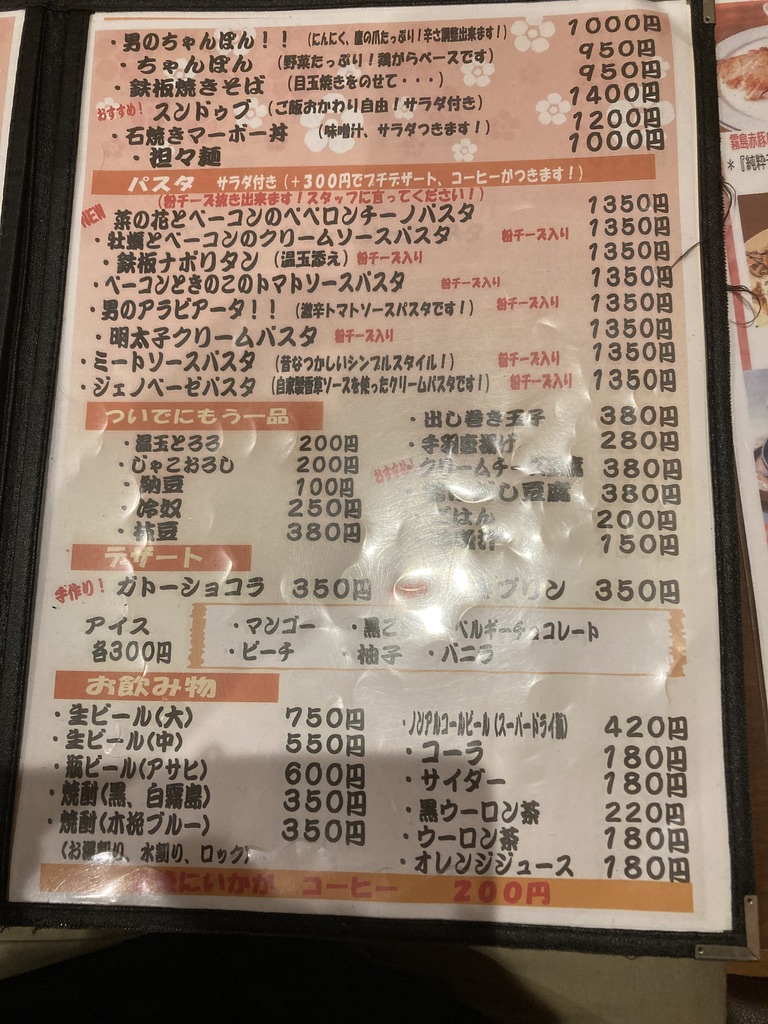 ・男のちゃんぽん！！（にんにく、鷹の爪たっぷり！辛さ調整出来ます！） 1000円
・ちゃんぽん（野菜たっぷり！鶏がらベースです） 950円
・鉄板焼きそば（目玉焼きをのせて・・・） 950円
おすすめ！ スンドゥブ（ご飯おかわり自由！サラダ付き） 1400円
・石焼きマーボー丼（味噌汁、サラダつきます！） 1200円
・担々麺 1000円
パスタ サラダ付き（＋300円でプチデザート、コーヒーがつきます！）
（粉チーズ抜き出来ます！スタッフに言ってください！）
NEW 菜の花とベーコンのペペロンチーノパスタ 1350円
・牡蠣とベーコンのクリームソースパスタ 粉チーズ入り 1350円
・鉄板ナポリタン（温玉添え）粉チーズ入り 1350円
・ベーコンときのこのトマトソースパスタ 粉チーズ入り 1350円
・男のアラビアータ！！（激辛トマトソースパスタです！） 粉チーズ入り 1350円
・明太子クリームパスタ 粉チーズ入り 1350円
・ミートソースパスタ（昔なつかしいシンプルスタイル！） 粉チーズ入り 1350円
・ジェノベーゼパスタ（自家製香草ソースを使ったクリームパスタです！） 粉チーズ入り 1350円
ついでにもう一品
・温玉とろろ 200円
・じゃこおろし 200円
・納豆 100円
・冷奴 250円
・枝豆 380円
・出し巻き玉子 380円
・手羽唐揚げ 280円
おすすめ！ クリームチーズ 380円
し豆腐 380円
ごはん 200円
150円
デザート
手作り！ ガトーショコラ 350円
プリン 350円
アイス
各300円
・マンゴー ・黒ご ベルギーチョコレート
・ピーチ ・柚子 ・バニラ
お飲み物
・生ビール（大） 750円
・生ビール（中） 550円
・瓶ビール（アサヒ） 600円
・焼酎（黒、白霧島） 350円
・焼酎（木挽ブルー） 350円
（お湯割り、水割り、ロック）
・ノンアルコールビール（スーパードライ） 420円
・コーラ 180円
・サイダー 180円
・黒ウーロン茶 220円
・ウーロン茶 180円
・オレンジジュース 180円
にいかが コーヒー 200円
霧島赤豚
＊『純粋